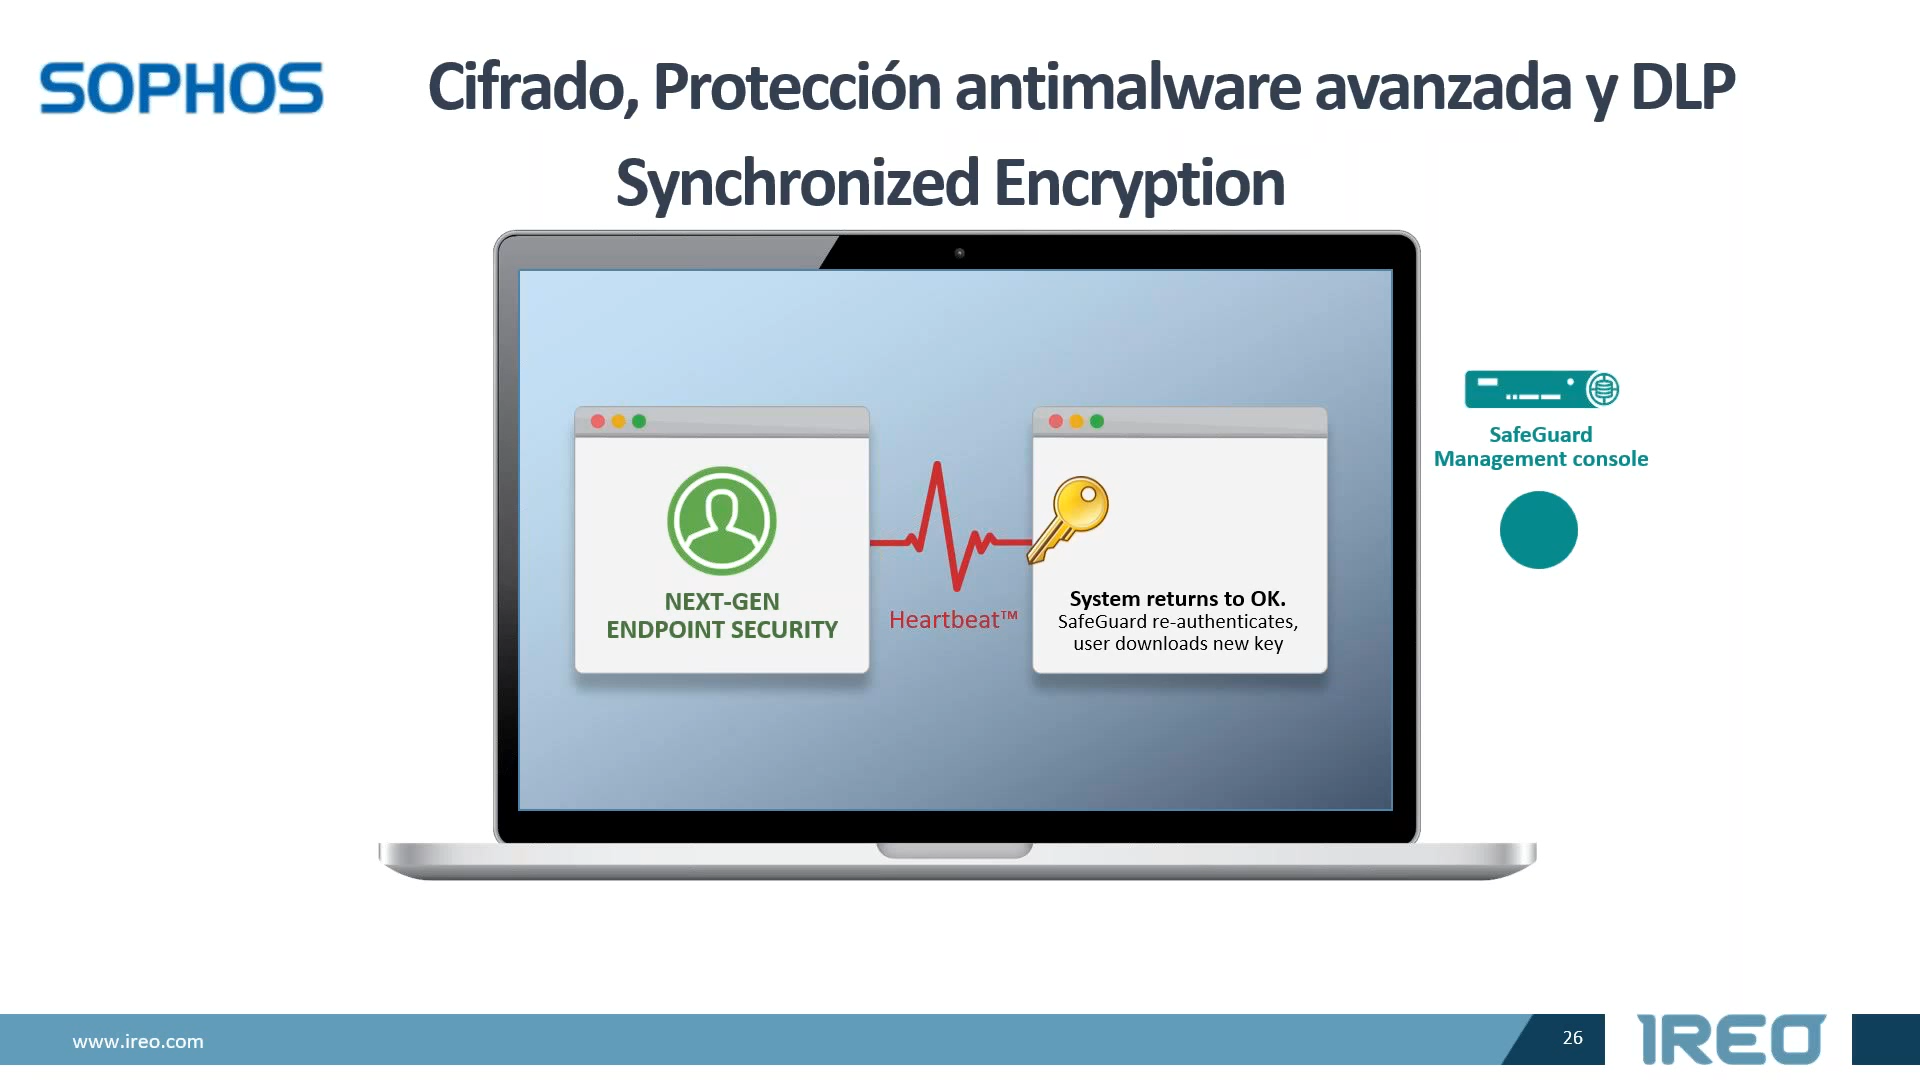 SOPHOS
Cifrado, Protección antimalware avanzada y DLP
Synchronized Encryption
SafeGuard
Management console
NEXT-GEN
ENDPOINT SECURITY
Heartbeat™
System returns to OK.
SafeGuard re-authenticates,
user downloads new key
www.ireo.com
26
IREO